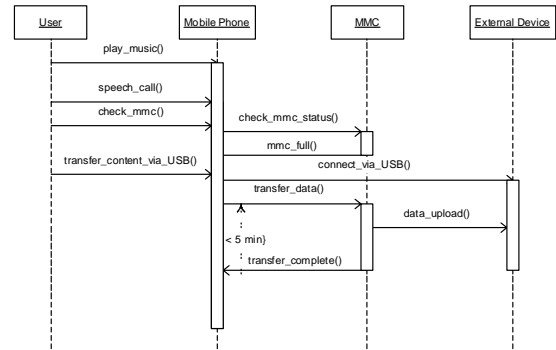 User
Mobile Phone
MMC
External Device
play_music()
speech_call()
check_mmc()
check_mmc_status()
mmc_full()
connect_via_USB()
transfer_content_via_USB()
transfer_data()
data_upload()
< 5 min}
transfer_complete()